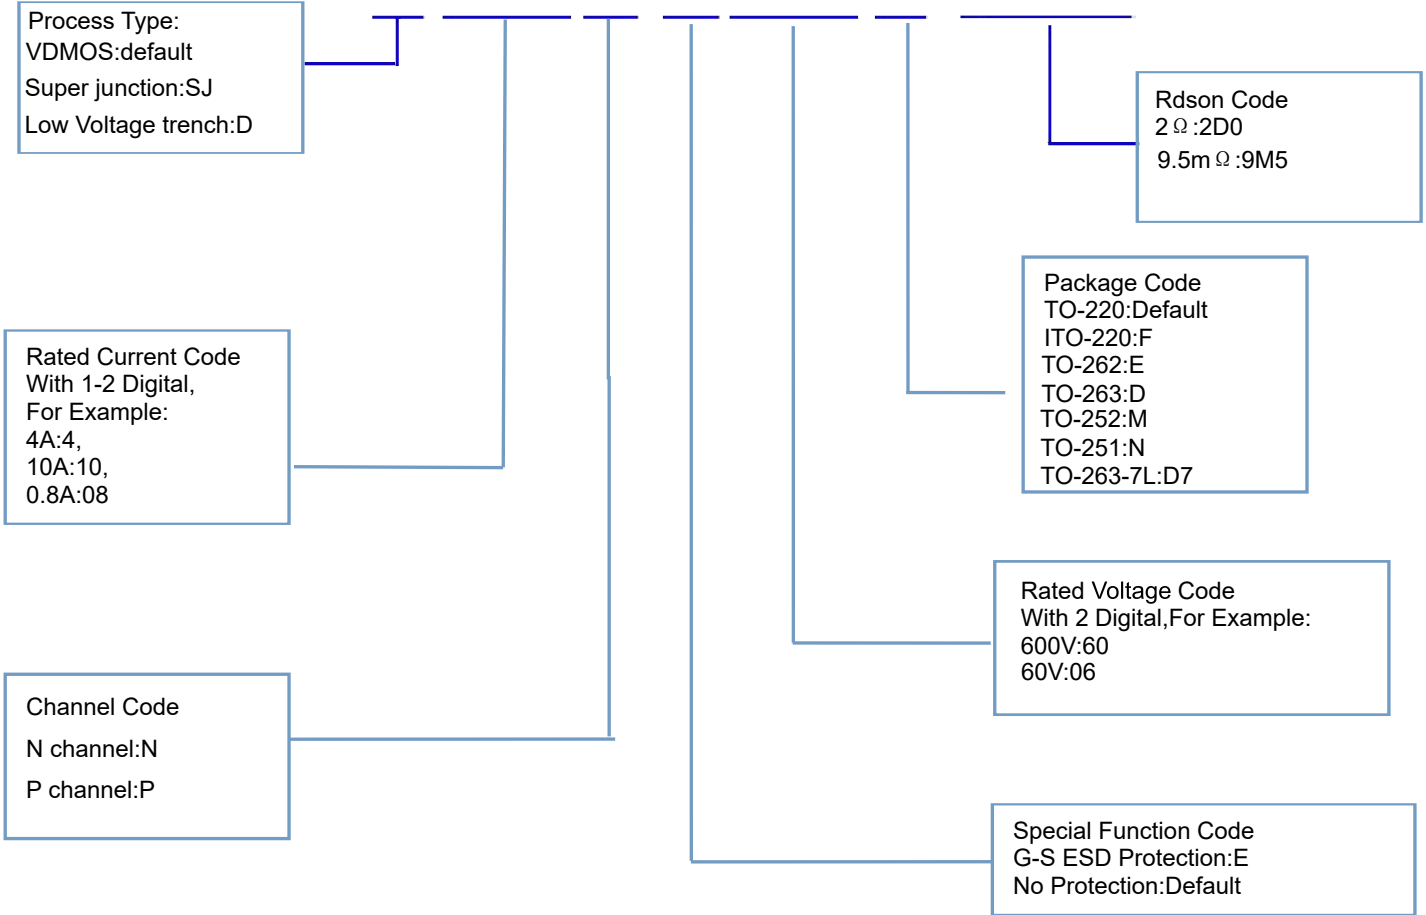 Process Type:
VDMOS:default
Super junction:SJ
Low Voltage trench:D
Rdson Code
2Ω:2D0
9.5mΩ:9M5
Package Code
TO-220:Default
ITO-220:F
TO-262:E
TO-263:D
TO-252:M
TO-251:N
TO-263-7L:D7
Rated Current Code
With 1-2 Digital,
For Example:
4A:4,
10A:10,
0.8A:08
Rated Voltage Code
With 2 Digital,For Example:
600V:60
60V:06
Channel Code
N channel:N
P channel:P
Special Function Code
G-S ESD Protection:E
No Protection:Default